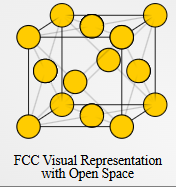 FCC Visual Representation
with Open Space